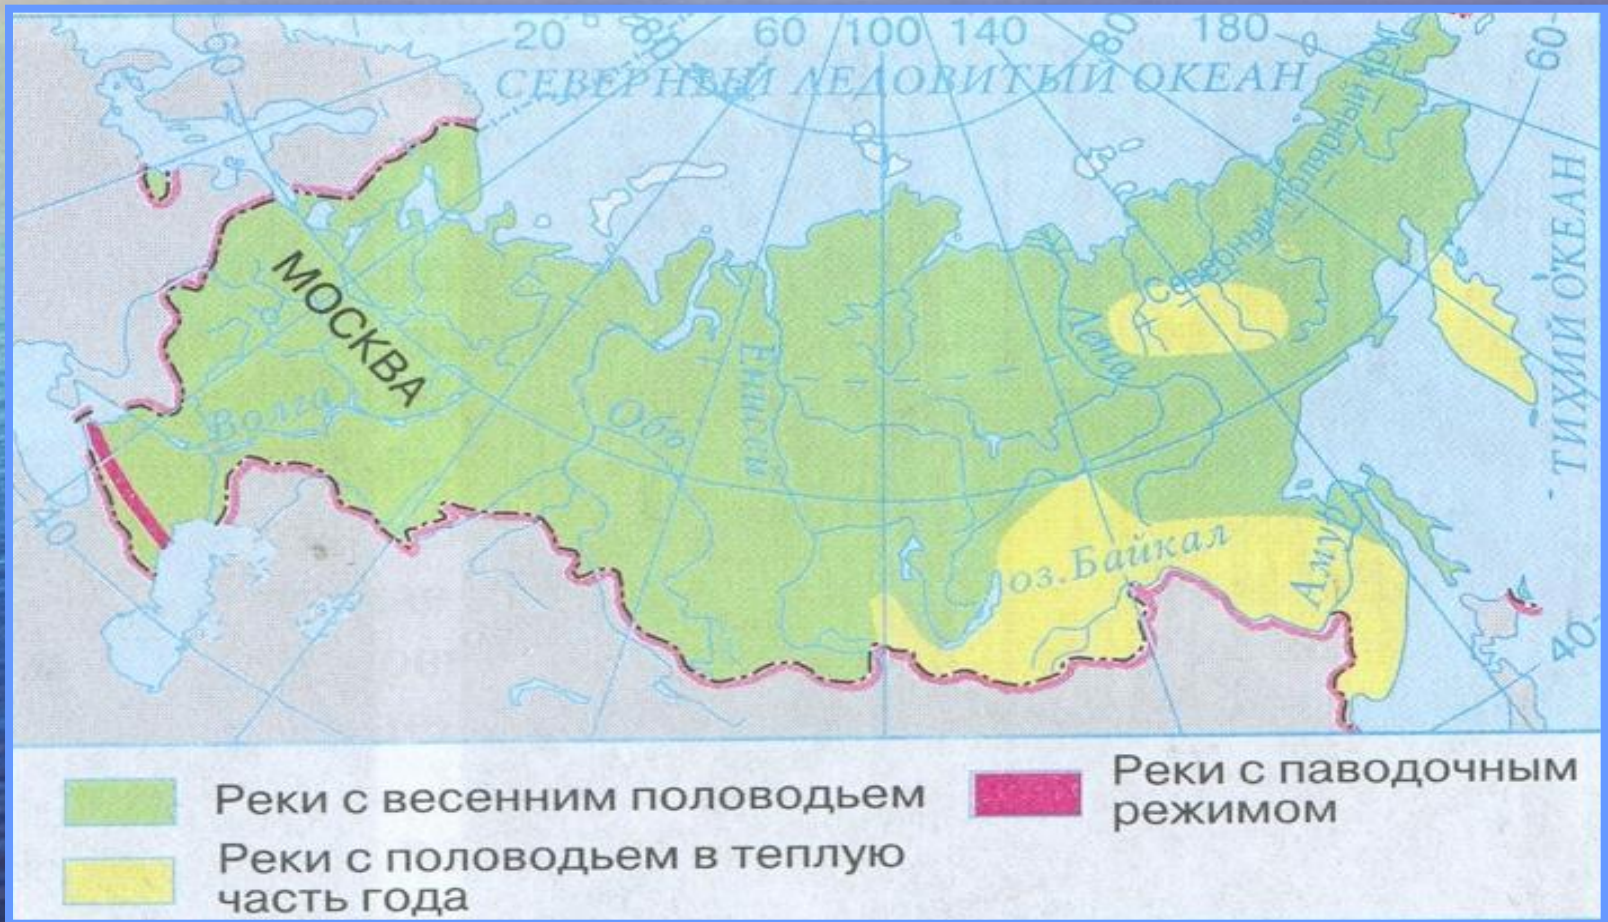 60
20
80
60
100
140
80
180
60
СЕВЕРНЫЙ ЛЕДОВИТЫЙ ОКЕАН
Северный полярный круг
ТИХИЙ ОКЕАН
МОСКВА
Волга
Обь
Енисей
Лена
оз.Байкал
Амур
40
40
Реки с весенним половодьем
Реки с половодьем в теплую
часть года
Реки с паводочным
режимом